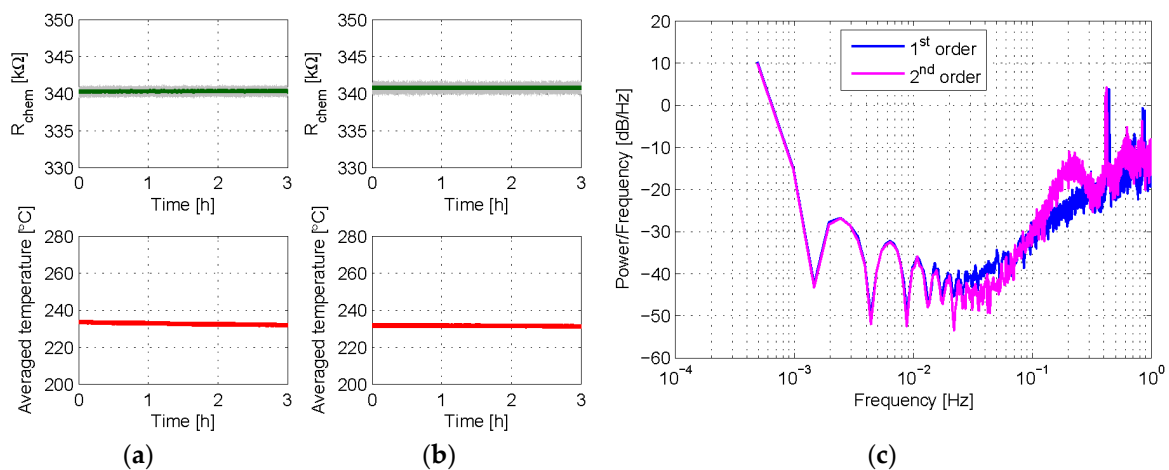 350
345
340
335
330
R_chem [kΩ]
0 1 2 3
Time [h]
280
260
240
220
200
Averaged temperature [°C]
0 1 2 3
Time [h]
(a)
350
345
340
335
330
R_chem [kΩ]
0 1 2 3
Time [h]
280
260
240
220
200
Averaged temperature [°C]
0 1 2 3
Time [h]
(b)
20
10
0
−10
−20
−30
−40
−50
−60
Power/Frequency [dB/Hz]
1st order
2nd order
10^−4 10^−3 10^−2 10^−1 10^0
Frequency [Hz]
(c)